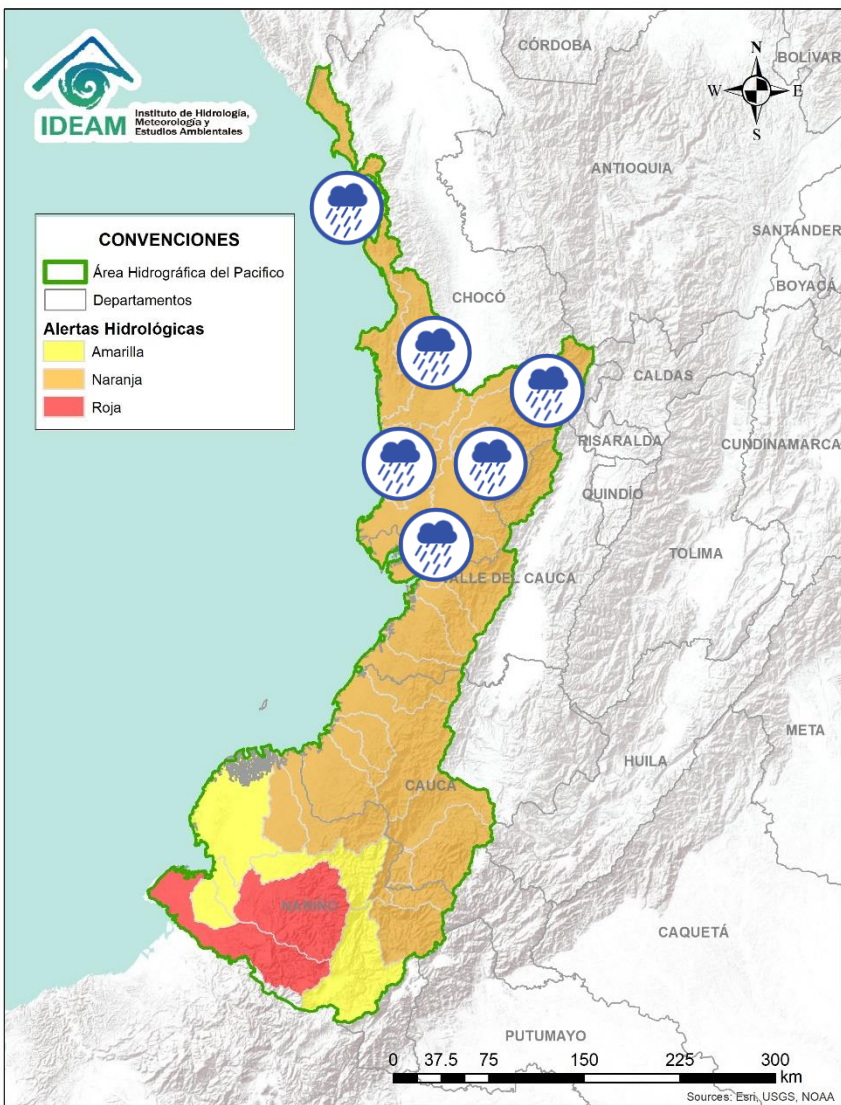 CÓRDOBA
BOLÍVAR
N
W
E
S
IDEAM
Instituto de Hidrología,
Meteorología y
Estudios Ambientales
ANTIOQUIA
SANTANDER
BOYACÁ
CONVENCIONES
Área Hidrográfica del Pacifico
Departamentos
Alertas Hidrológicas
Amarilla
Naranja
Roja
CHOCÓ
CALDAS
RISARALDA
CUNDINAMARCA
QUINDÍO
TOLIMA
VALLE DEL CAUCA
META
HUILA
CAUCA
NARIÑO
CAQUETÁ
PUTUMAYO
0 37.5 75 150 225 300
km
Sources: Esri, USGS, NOAA